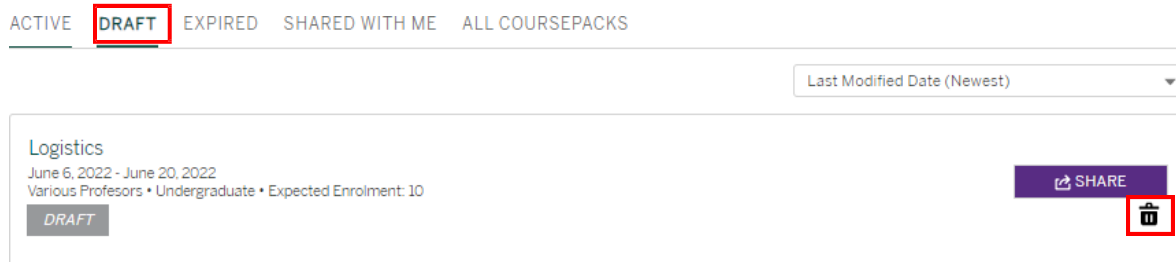 ACTIVE DRAFT EXPIRED SHARED WITH ME ALL COURSEPACKS
Last Modified Date (Newest)
Logistics
June 6, 2022 - June 20, 2022
Various Profesors • Undergraduate • Expected Enrolment: 10
SHARE
DRAFT